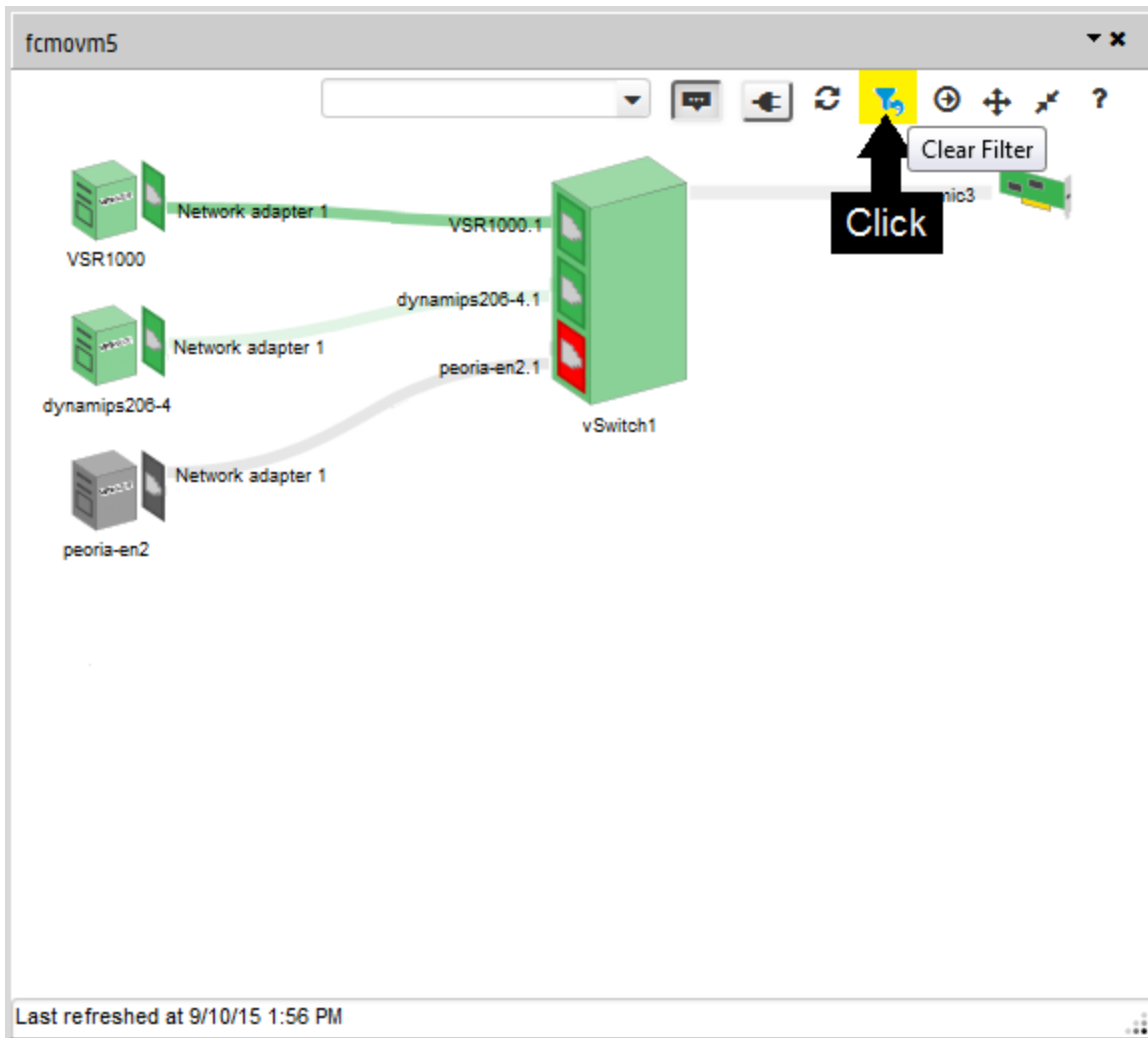 fcmovm5
?
Clear Filter
Click
Network adapter 1
VSR1000.1
VSR1000
dynamips206-4.1
Network adapter 1
dynamips206-4
peoria-en2.1
vSwitch1
Network adapter 1
peoria-en2
Last refreshed at 9/10/15 1:56 PM